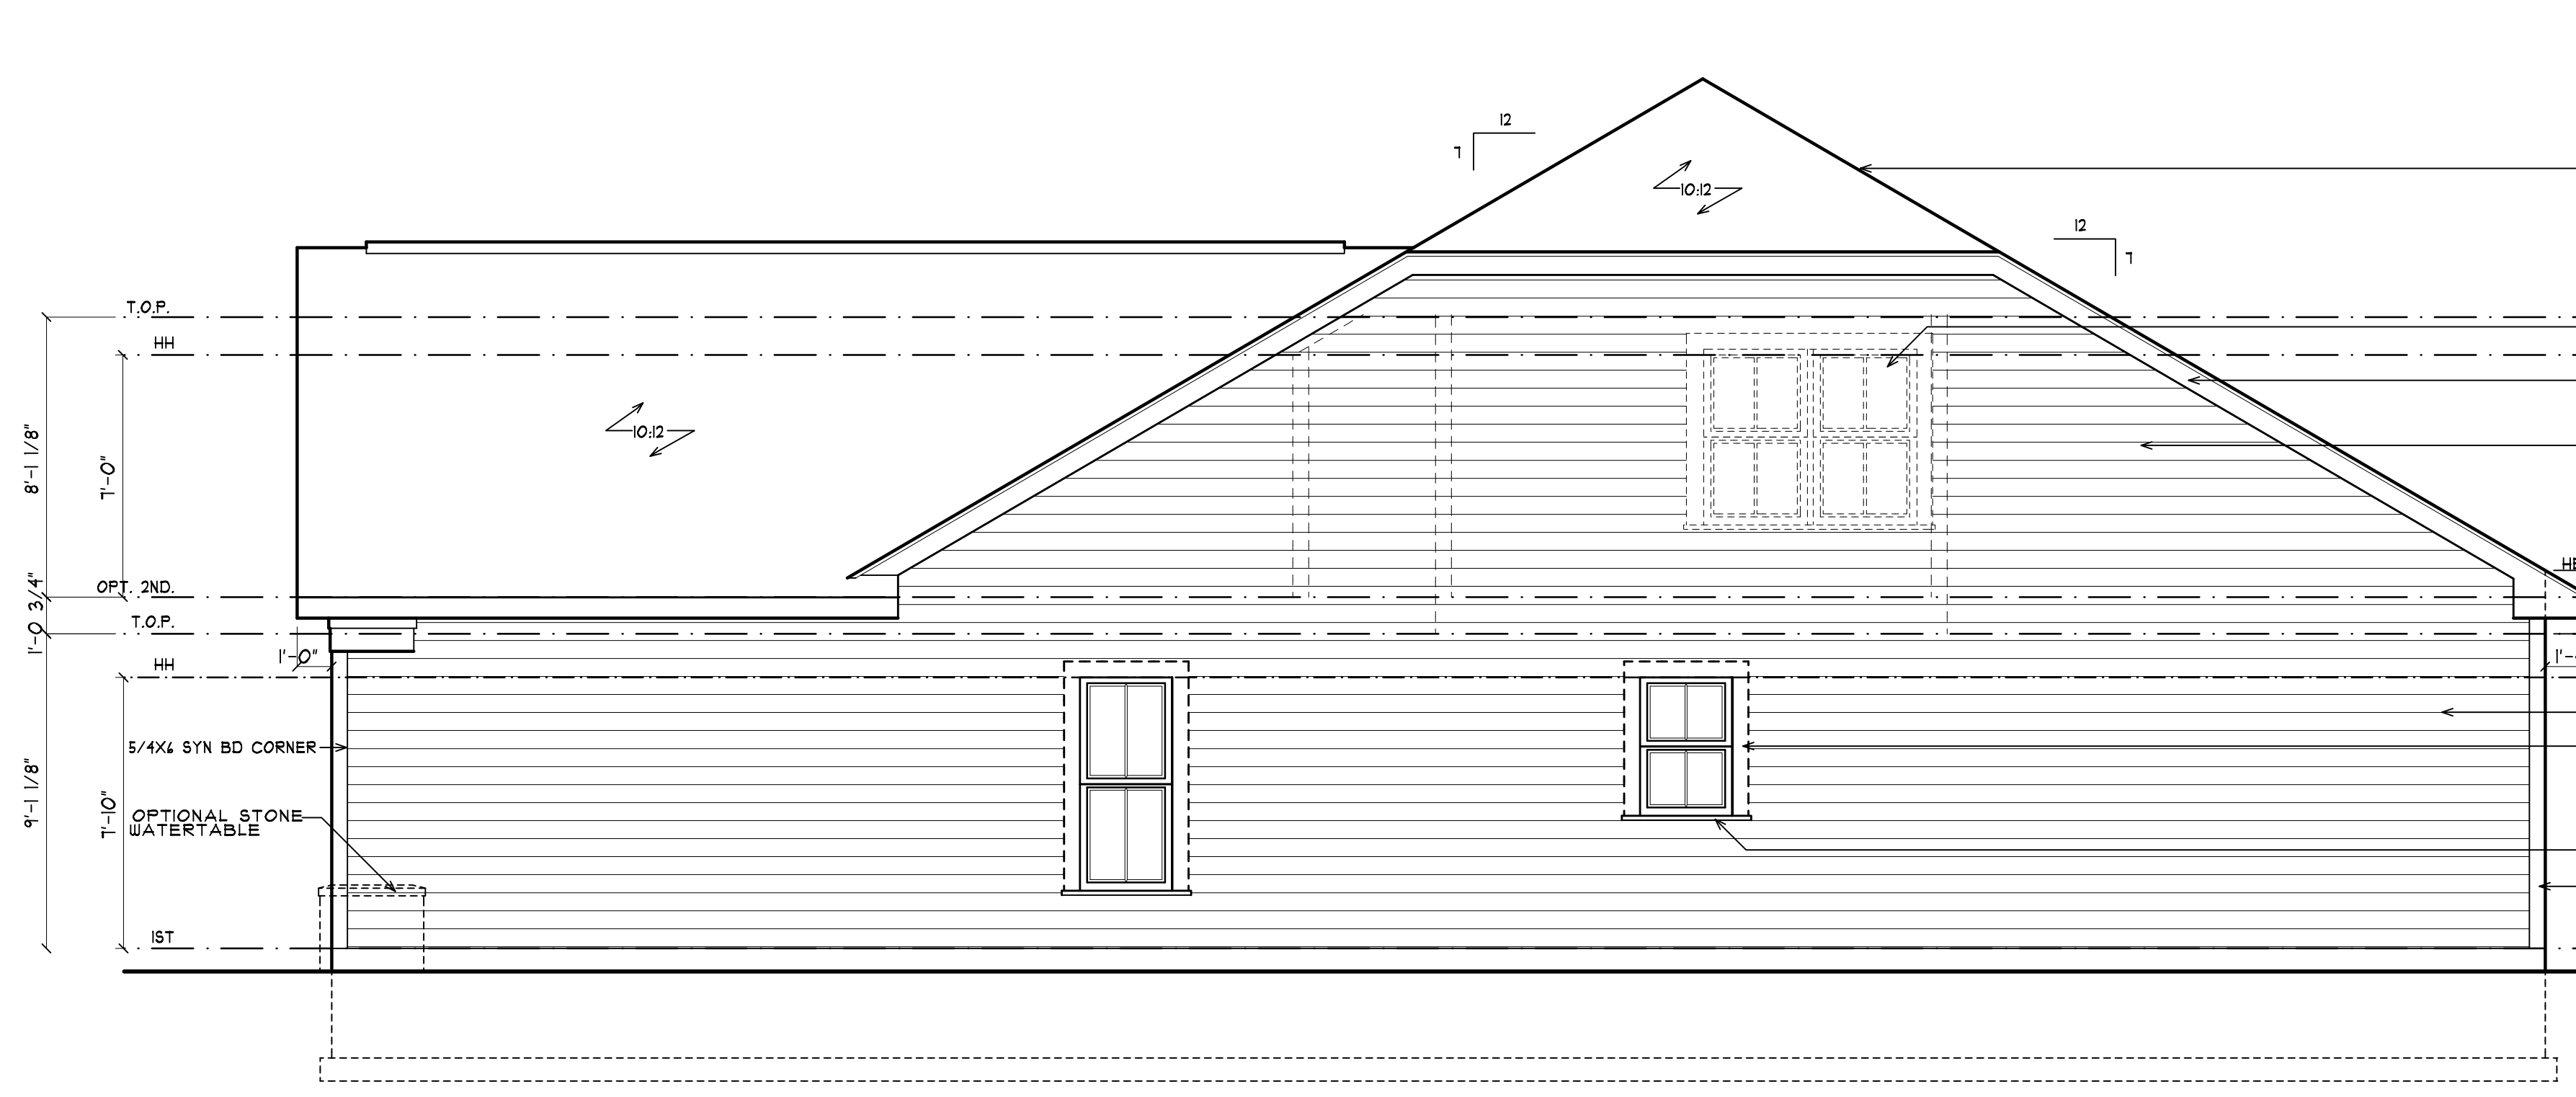 12
7
10:12
12
7
T.O.P.
HH
10:12
8'-1 1/8"
7'-0"
OPT. 2ND.
1'-0 3/4"
T.O.P.
HH
1'-0"
5/4X6 SYN BD CORNER
9'-1 1/8"
7'-10"
OPTIONAL STONE
WATERTABLE
1ST